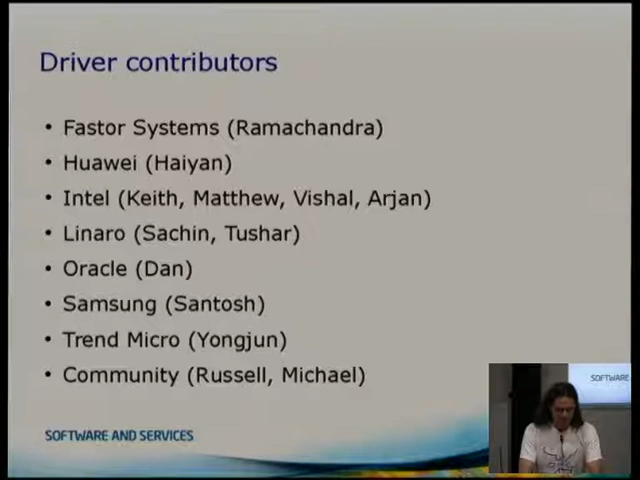 Driver contributors
• Fastor Systems (Ramachandra)
• Huawei (Haiyan)
• Intel (Keith, Matthew, Vishal, Arjan)
• Linaro (Sachin, Tushar)
• Oracle (Dan)
• Samsung (Santosh)
• Trend Micro (Yongjun)
• Community (Russell, Michael)
SOFTWARE AND SERVICES
SOFTWARE